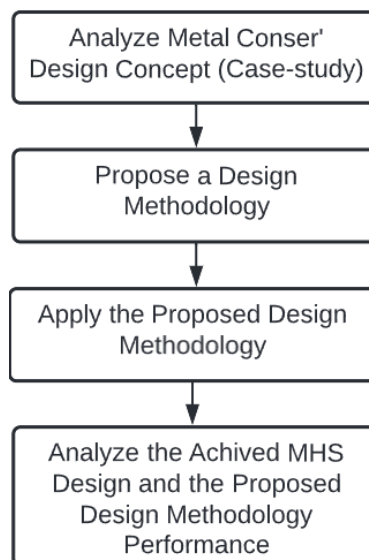 Analyze Metal Conser'
Design Concept (Case-study)
Propose a Design
Methodology
Apply the Proposed Design
Methodology
Analyze the Achived MHS
Design and the Proposed
Design Methodology
Performance